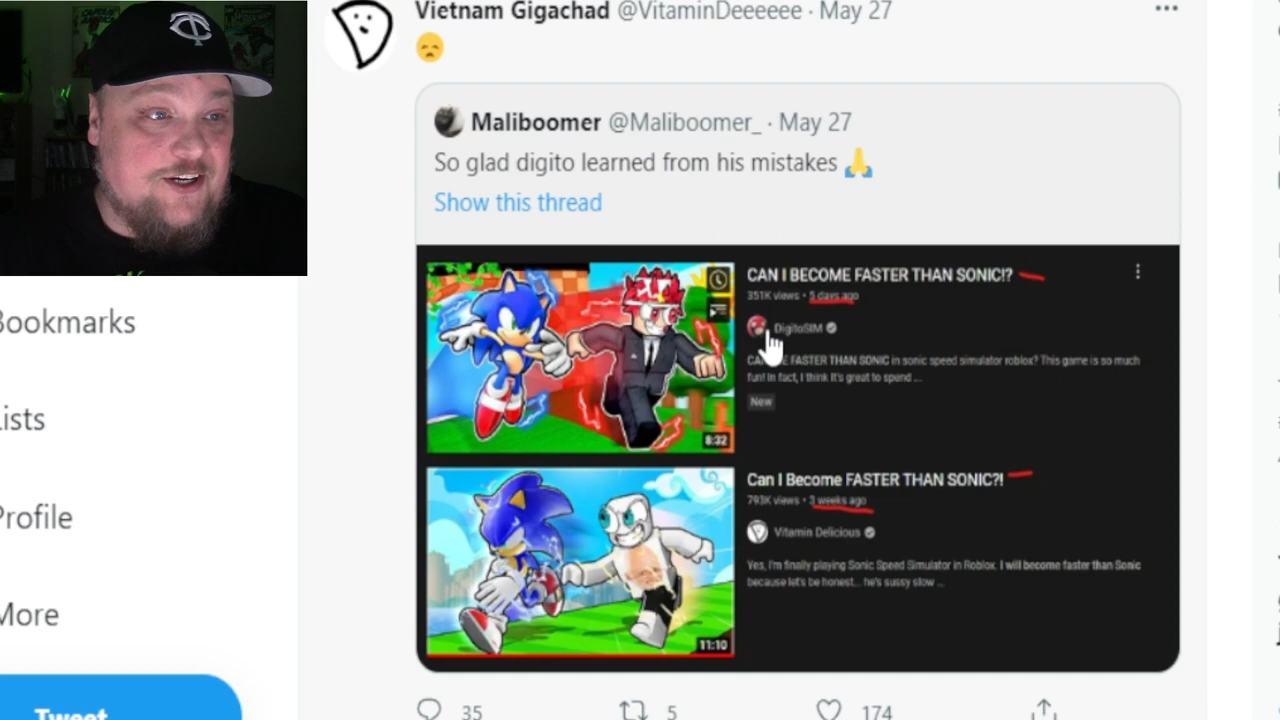 Vietnam Gigachad @VitaminDeeeeee · May 27
😞
Maliboomer @Maliboomer_ · May 27
So glad digito learned from his mistakes 🙏
Show this thread
CAN I BECOME FASTER THAN SONIC!?
351K views • 5 days ago
DigitoSIM
FASTER THAN SONIC in sonic speed simulator roblox? This game is so much
fun! In fact, I think It's great to spend ...
New
8:32
Can I Become FASTER THAN SONIC?!
793K views • 3 weeks ago
Vitamin Delicious
Yes, I'm finally playing Sonic Speed Simulator in Roblox. I will become faster than Sonic
because let's be honest... he's sussy slow ...
11:10
35
5
174
TC
Bookmarks
Lists
Profile
More
Tweet